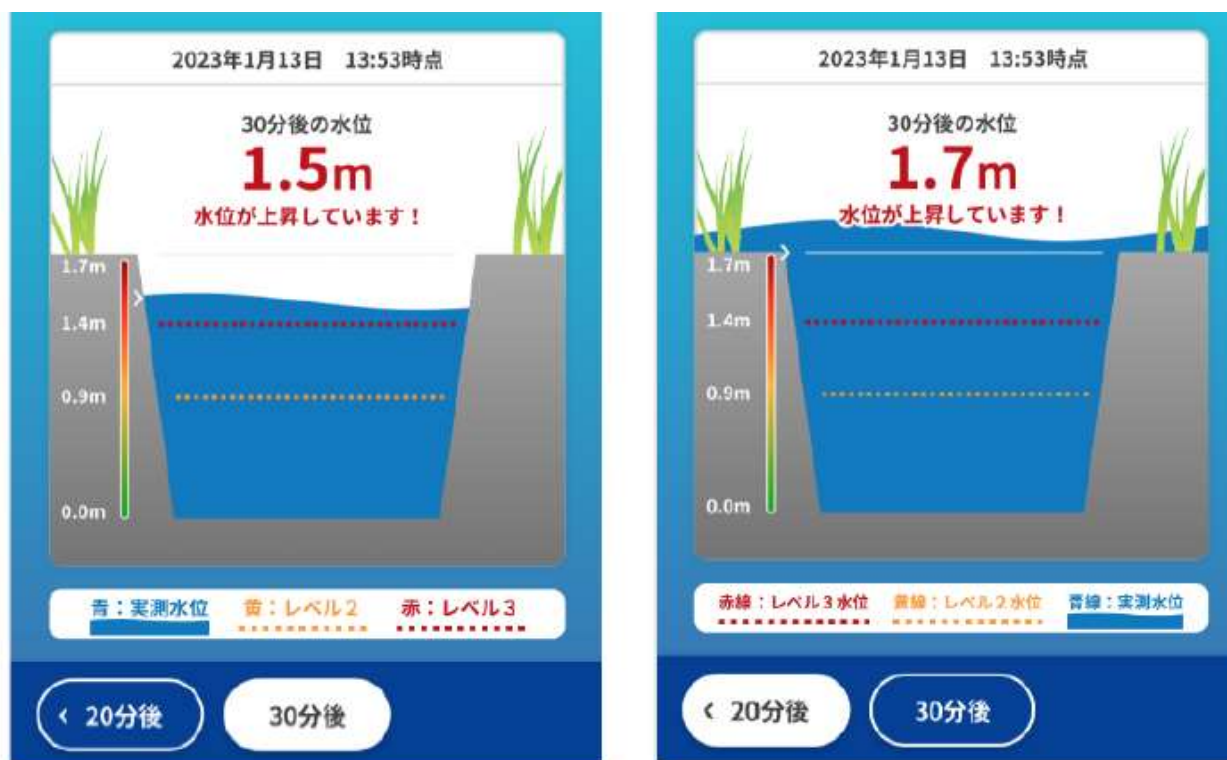 2023年1月13日 13:53時点
30分後の水位
1.5m
水位が上昇しています！
1.7m
1.4m
0.9m
0.0m
青：実測水位 黄：レベル２ 赤：レベル３
‹ 20分後 30分後
2023年1月13日 13:53時点
30分後の水位
1.7m
水位が上昇しています！
1.7m
1.4m
0.9m
0.0m
赤線：レベル３水位 黄線：レベル２水位 青線：実測水位
‹ 20分後 30分後